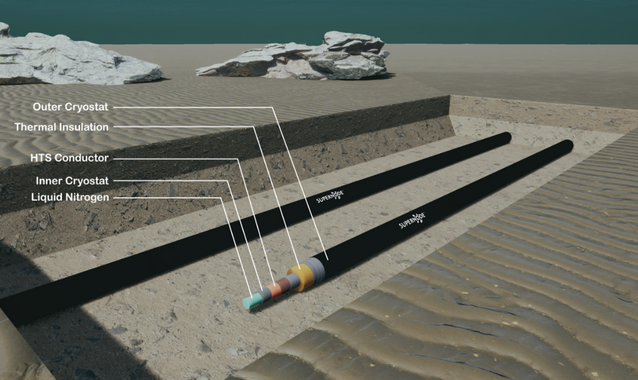 Outer Cryostat
Thermal Insulation
HTS Conductor
Inner Cryostat
Liquid Nitrogen
SUPERNODE
SUPERNODE